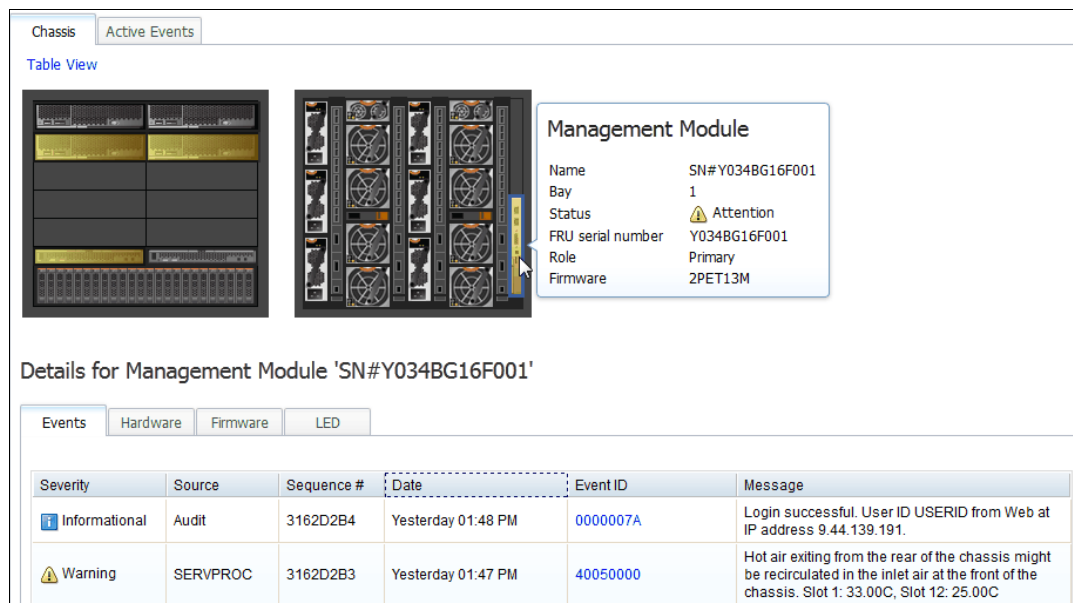 Chassis Active Events
Table View
Management Module
Name SN#Y034BG16F001
Bay 1
Status Attention
FRU serial number Y034BG16F001
Role Primary
Firmware 2PET13M
Details for Management Module 'SN#Y034BG16F001'
Events Hardware Firmware LED
Severity Source Sequence # Date Event ID Message
Informational Audit 3162D2B4 Yesterday 01:48 PM 0000007A Login successful. User ID USERID from Web at
IP address 9.44.139.191.
Warning SERVPROC 3162D2B3 Yesterday 01:47 PM 40050000 Hot air exiting from the rear of the chassis might
be recirculated in the inlet air at the front of the
chassis. Slot 1: 33.00C, Slot 12: 25.00C